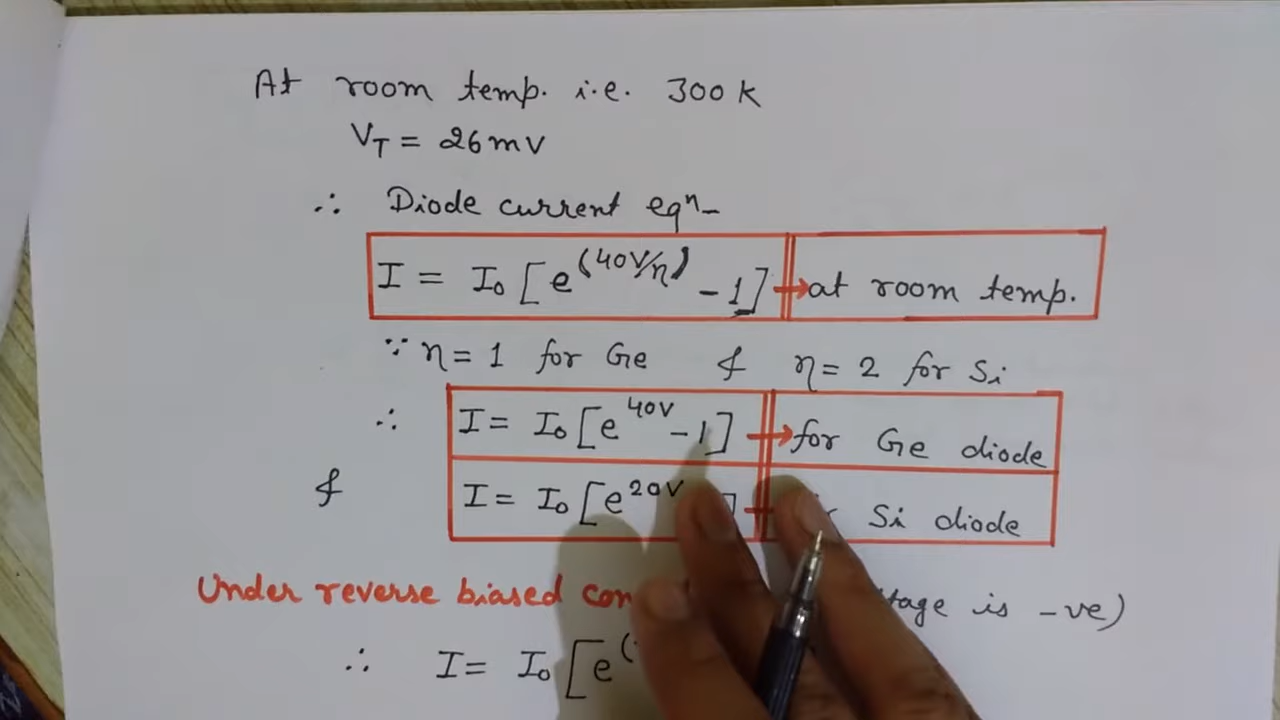 At room temp. i.e. 300 K
V_T = 26 mV
∴ Diode current eqⁿ–
I = I₀ [e^(40V/η) – 1] → at room temp.
∵ η = 1 for Ge & η = 2 for Si
∴ I = I₀ [e^40V – 1] → for Ge diode
& I = I₀ [e^20V ] Si diode
Under reverse biased is –ve)
∴ I = I₀ [e^(